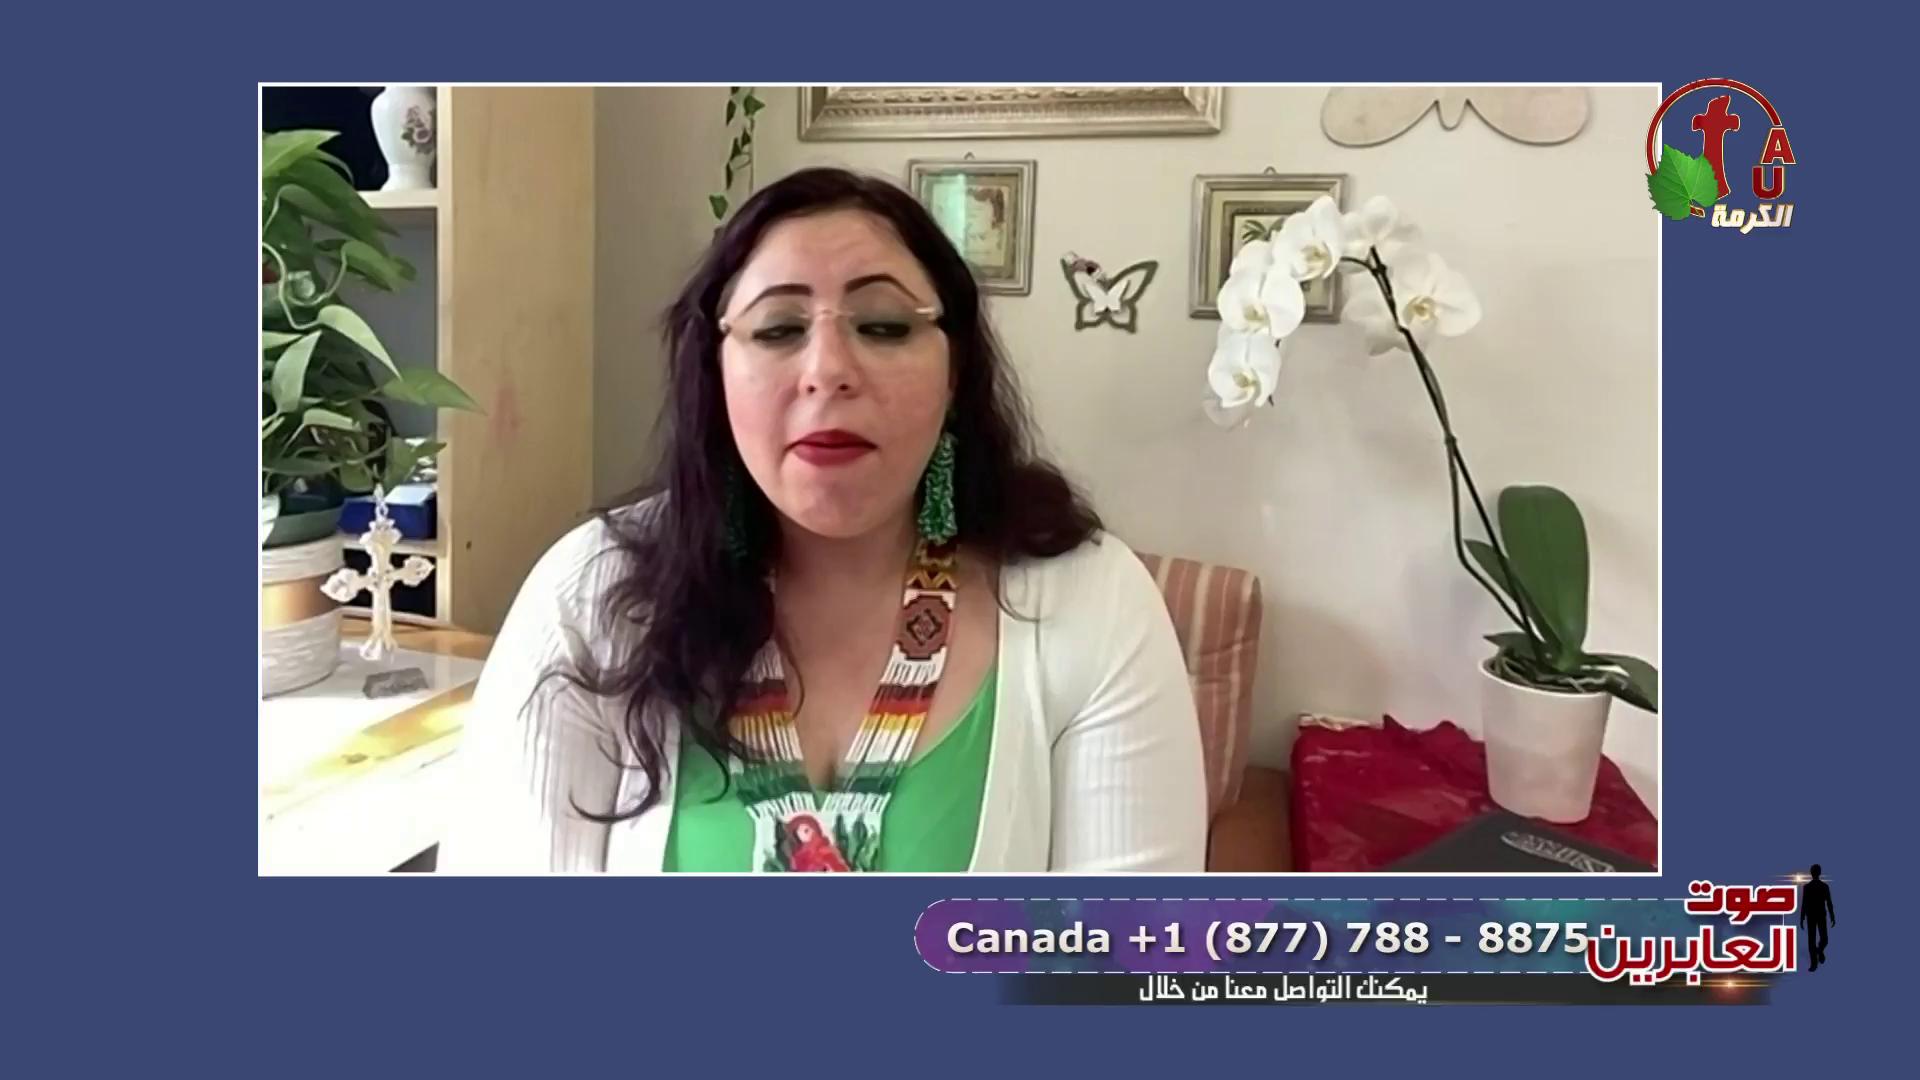 A
U
الكرمة
Canada +1 (877) 788 - 8875
صوت
العابرين
يمكنك التواصل معنا من خلال